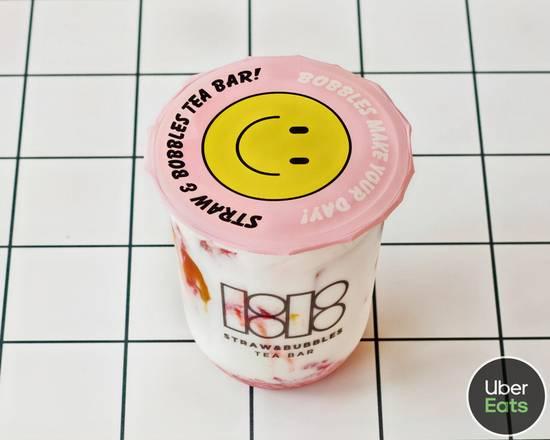 STRAW & BOBBLES TEA BAR!
BOBBLES MAKE YOUR DAY!
STRAW&BUBBLES
TEA BAR
Uber
Eats